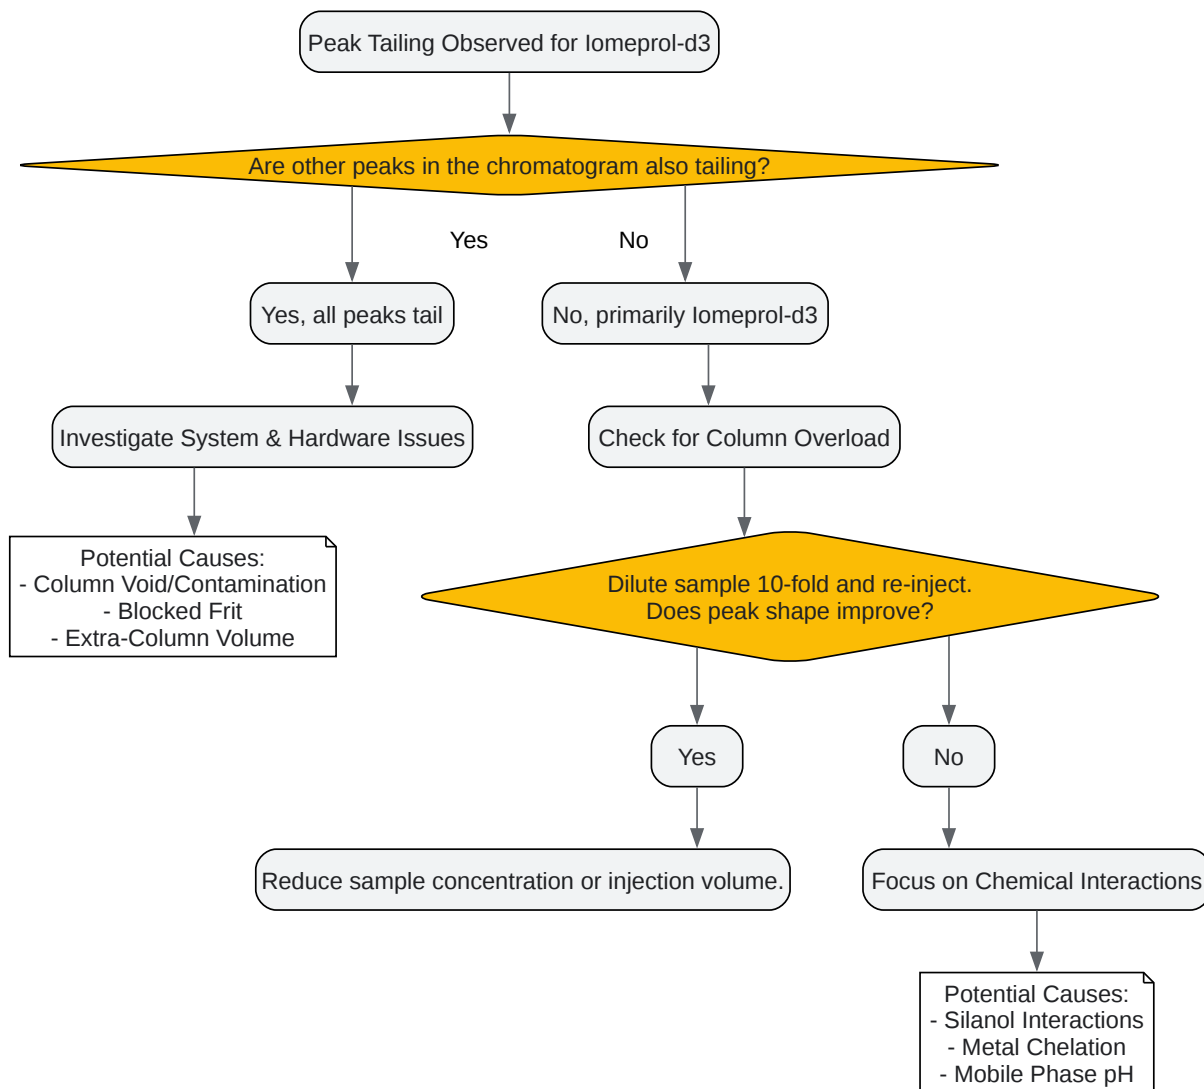 Peak Tailing Observed for Iomeprol-d3
Are other peaks in the chromatogram also tailing?
Yes
No
Yes, all peaks tail
No, primarily Iomeprol-d3
Investigate System & Hardware Issues
Check for Column Overload
Potential Causes:
- Column Void/Contamination
- Blocked Frit
- Extra-Column Volume
Dilute sample 10-fold and re-inject.
Does peak shape improve?
Yes
No
Reduce sample concentration or injection volume.
Focus on Chemical Interactions
Potential Causes:
- Silanol Interactions
- Metal Chelation
- Mobile Phase pH